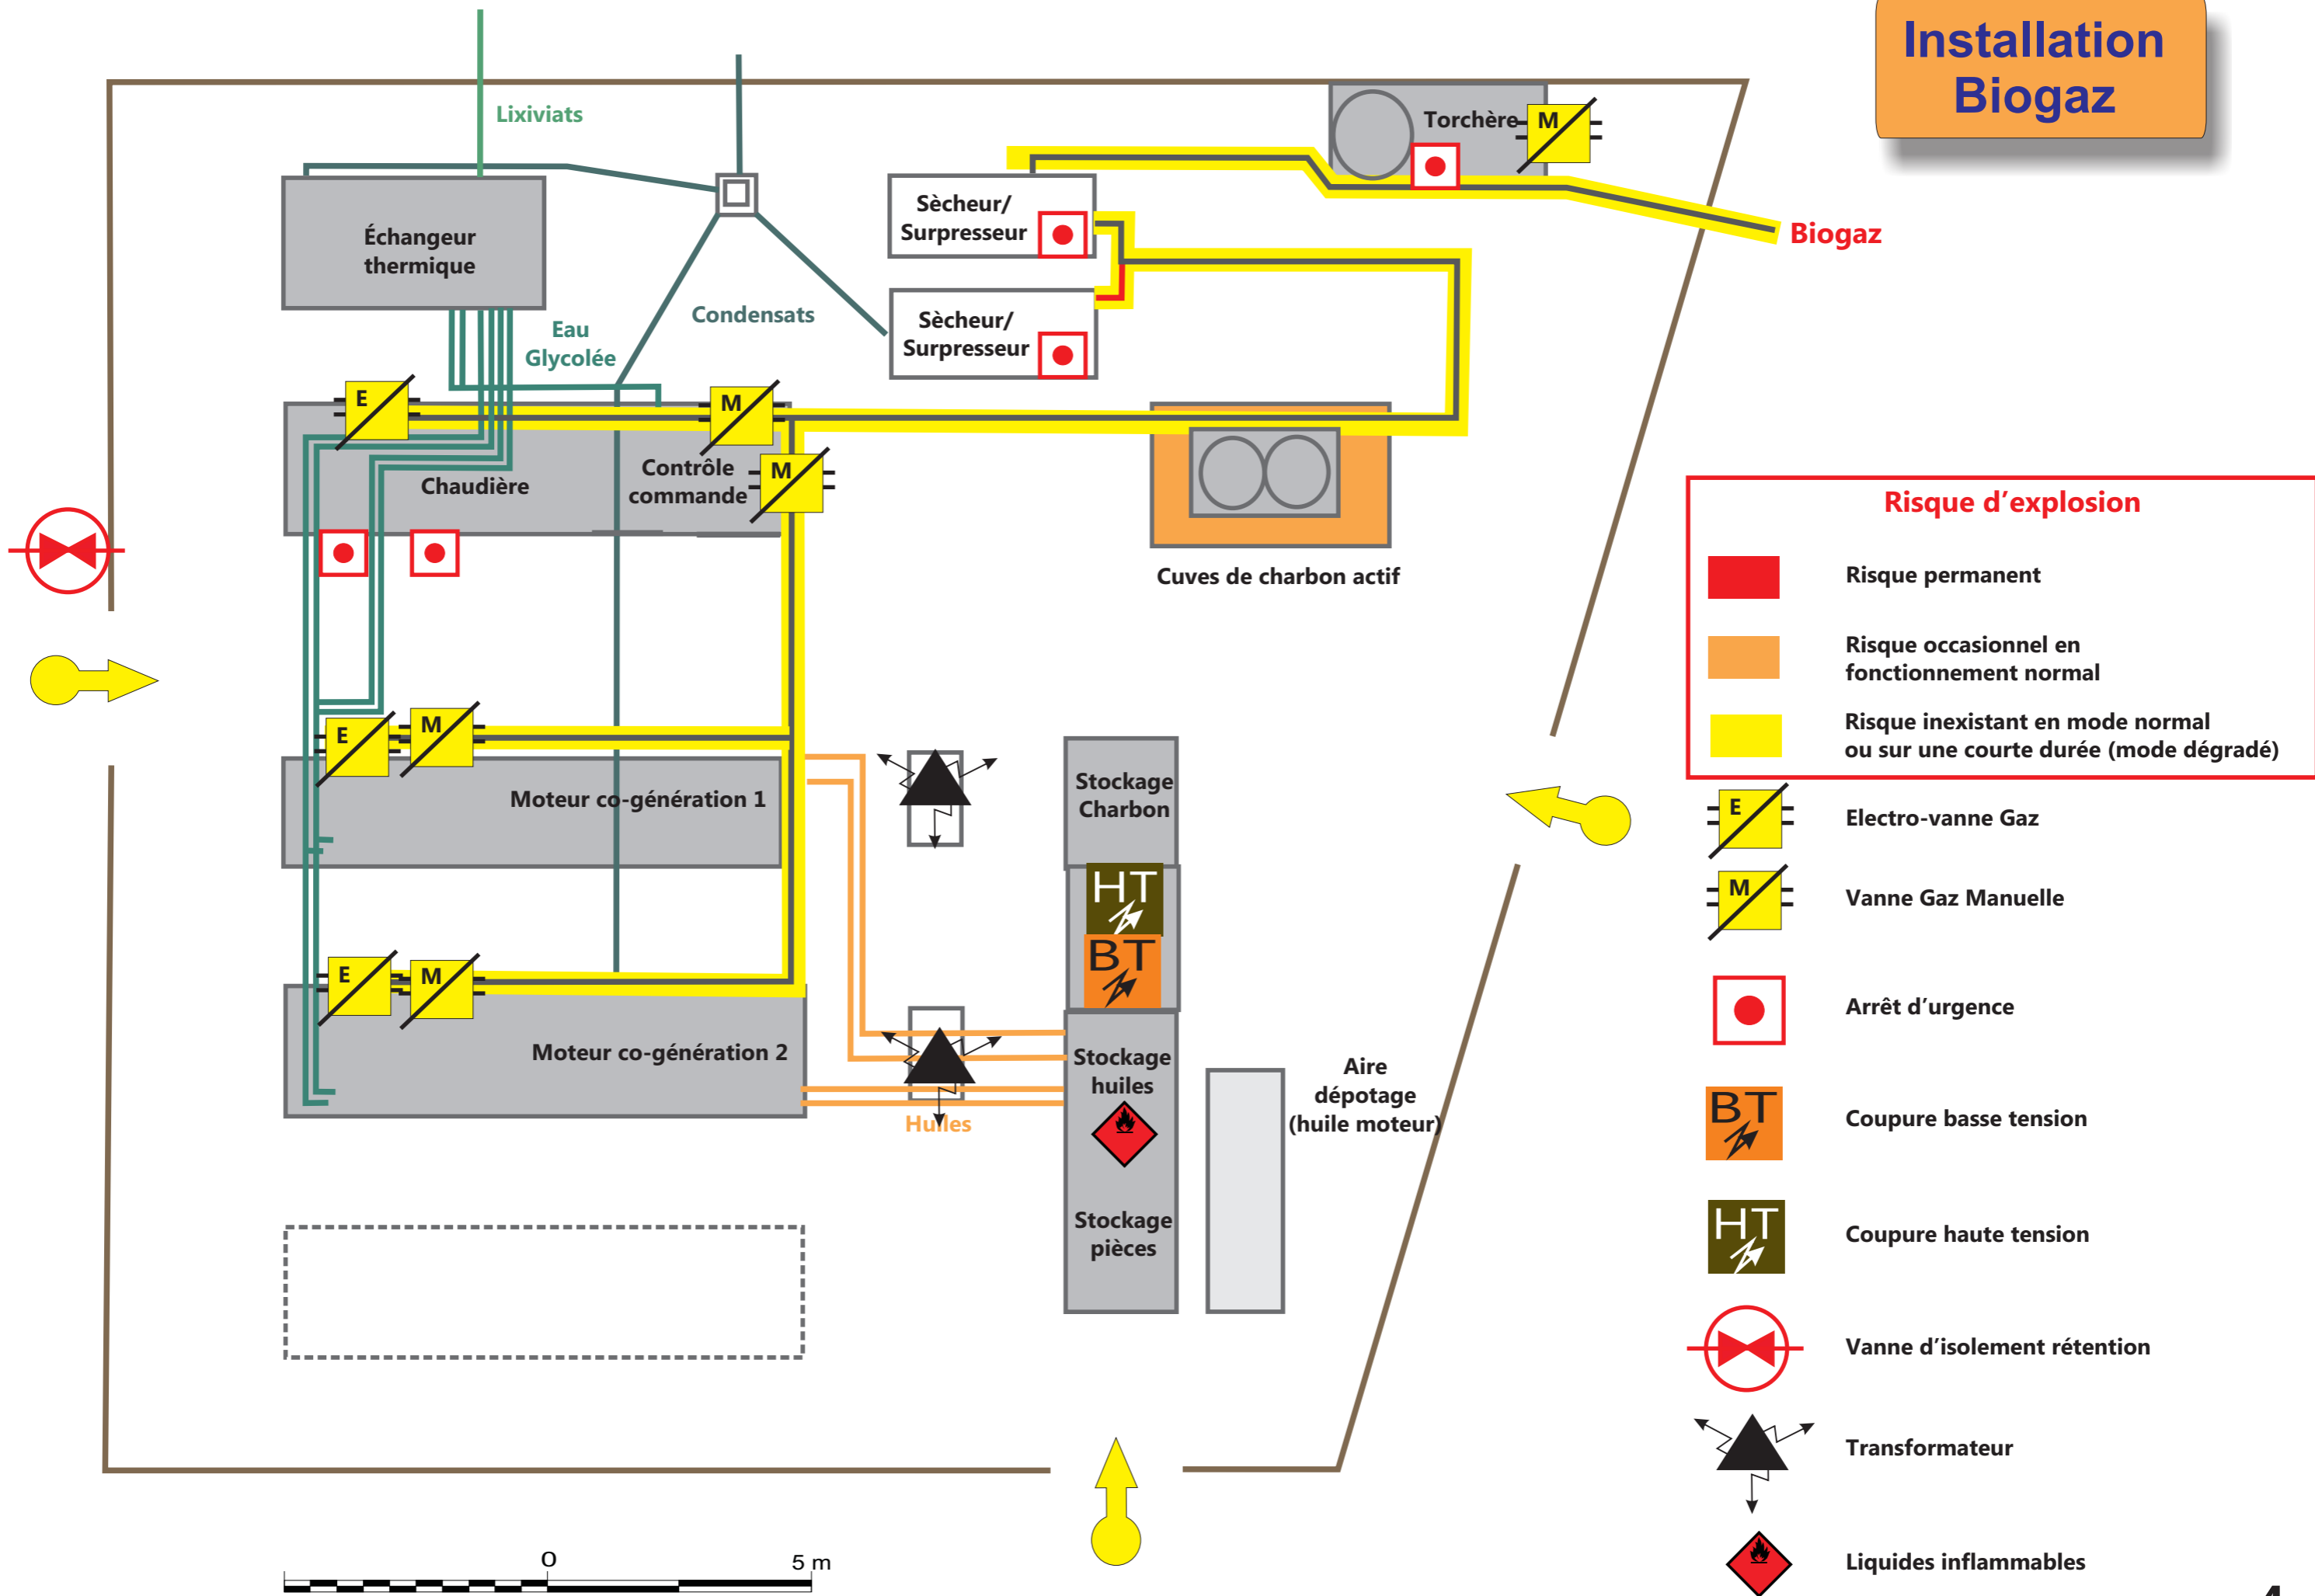 Installation
Biogaz
Lixiviats
Torchère
M
Sècheur/
Surpresseur
Biogaz
Échangeur
thermique
Eau
Glycolée
Condensats
Sècheur/
Surpresseur
E
M
M
Contrôle
commande
Chaudière
Cuves de charbon actif
Risque d’explosion
Risque permanent
Risque occasionnel en
fonctionnement normal
Risque inexistant en mode normal
ou sur une courte durée (mode dégradé)
E
M
Moteur co-génération 1
Stockage
Charbon
HT
BT
E
M
Moteur co-génération 2
Stockage
huiles
Huiles
Aire
dépotage
(huile moteur)
Stockage
pièces
E
Electro-vanne Gaz
M
Vanne Gaz Manuelle
Arrêt d’urgence
BT
Coupure basse tension
HT
Coupure haute tension
Vanne d’isolement rétention
Transformateur
Liquides inflammables
0
5 m